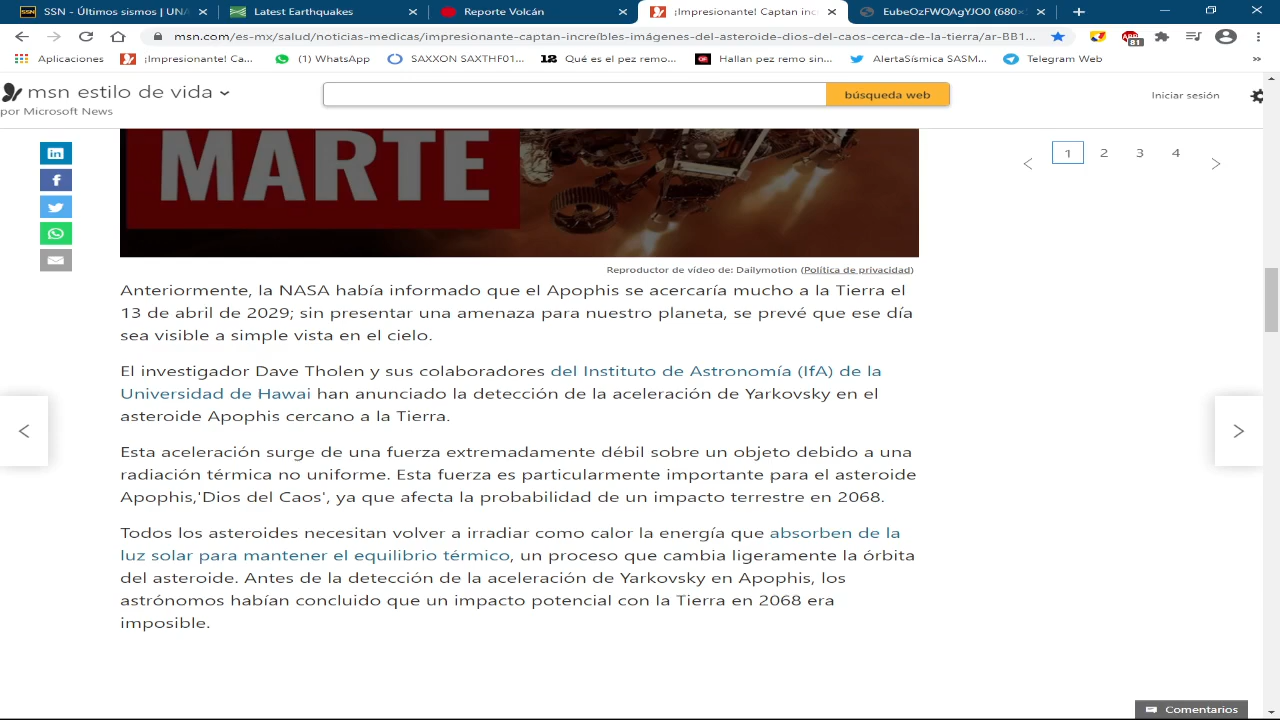 SSN - Últimos sismos | UNA
Latest Earthquakes
Reporte Volcán
¡Impresionante! Captan inc
EubeOzFWQAgYJO0 (680×
msn.com/es-mx/salud/noticias-medicas/impresionante-captan-increíbles-imágenes-del-asteroide-dios-del-caos-cerca-de-la-tierra/ar-BB1...
81
Aplicaciones
¡Impresionante! Ca...
(1) WhatsApp
SAXXON SAXTHF01...
12 Qué es el pez remo...
Hallan pez remo sin...
AlertaSísmica SASM...
Telegram Web
»
msn estilo de vida
por Microsoft News
búsqueda web
Iniciar sesión
MARTE
1 2 3 4
Reproductor de vídeo de: Dailymotion (Política de privacidad)
Anteriormente, la NASA había informado que el Apophis se acercaría mucho a la Tierra el
13 de abril de 2029; sin presentar una amenaza para nuestro planeta, se prevé que ese día
sea visible a simple vista en el cielo.
El investigador Dave Tholen y sus colaboradores del Instituto de Astronomía (IfA) de la
Universidad de Hawai han anunciado la detección de la aceleración de Yarkovsky en el
asteroide Apophis cercano a la Tierra.
Esta aceleración surge de una fuerza extremadamente débil sobre un objeto debido a una
radiación térmica no uniforme. Esta fuerza es particularmente importante para el asteroide
Apophis,'Dios del Caos', ya que afecta la probabilidad de un impacto terrestre en 2068.
Todos los asteroides necesitan volver a irradiar como calor la energía que absorben de la
luz solar para mantener el equilibrio térmico, un proceso que cambia ligeramente la órbita
del asteroide. Antes de la detección de la aceleración de Yarkovsky en Apophis, los
astrónomos habían concluido que un impacto potencial con la Tierra en 2068 era
imposible.
Comentarios